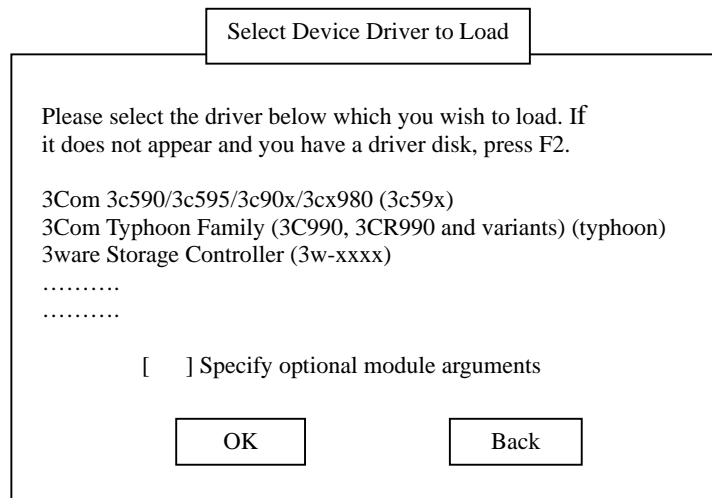 Select Device Driver to Load
Please select the driver below which you wish to load. If
it does not appear and you have a driver disk, press F2.
3Com 3c590/3c595/3c90x/3cx980 (3c59x)
3Com Typhoon Family (3C990, 3CR990 and variants) (typhoon)
3ware Storage Controller (3w-xxxx)
……….
……….
[    ] Specify optional module arguments
OK Back